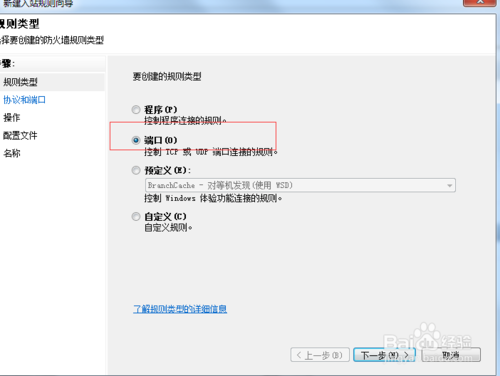 新建入站规则向导
规则类型
选择要创建的防火墙规则类型
步骤:
规则类型
协议和端口
操作
配置文件
名称
要创建的规则类型
程序(P)
控制程序连接的规则。
端口(O)
控制 TCP 或 UDP 端口连接的规则。
预定义(E):
BranchCache - 对等机发现(使用 WSD)
控制 Windows 体验功能连接的规则。
自定义(C)
自定义规则。
了解规则类型的详细信息
< 上一步(B)
下一步(N) >
取消
Baidu 经验